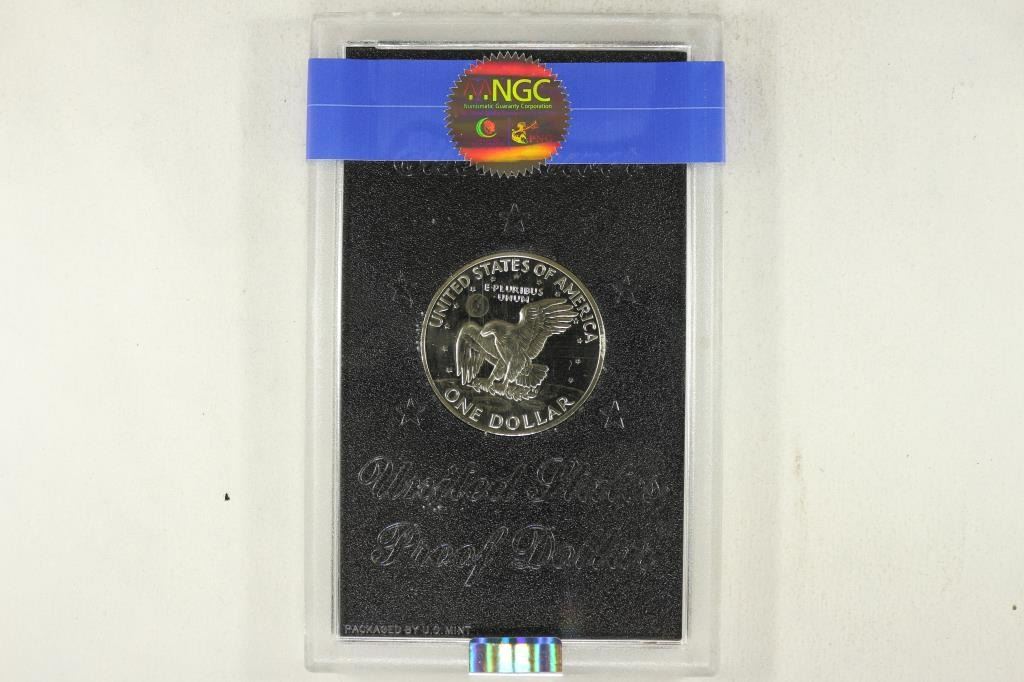 NGC
Numismatic Guaranty Corporation
PNG
UNITED STATES OF AMERICA
E·PLURIBUS
UNUM
ONE DOLLAR
United States
Proof Dollar
PACKAGED BY U.S. MINT